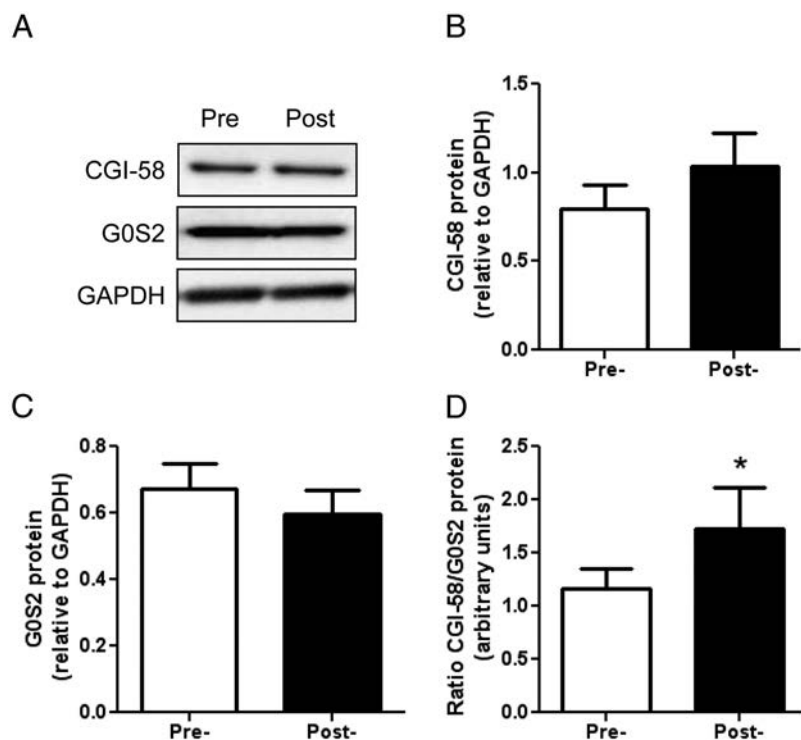 A
Pre Post
CGI-58
G0S2
GAPDH
B
CGI-58 protein
(relative to GAPDH)
1.5
1.0
0.5
0.0
Pre- Post-
C
G0S2 protein
(relative to GAPDH)
0.8
0.6
0.4
0.2
0.0
Pre- Post-
D
Ratio CGI-58/G0S2 protein
(arbitrary units)
2.5
2.0
1.5
1.0
0.5
0.0
*
Pre- Post-